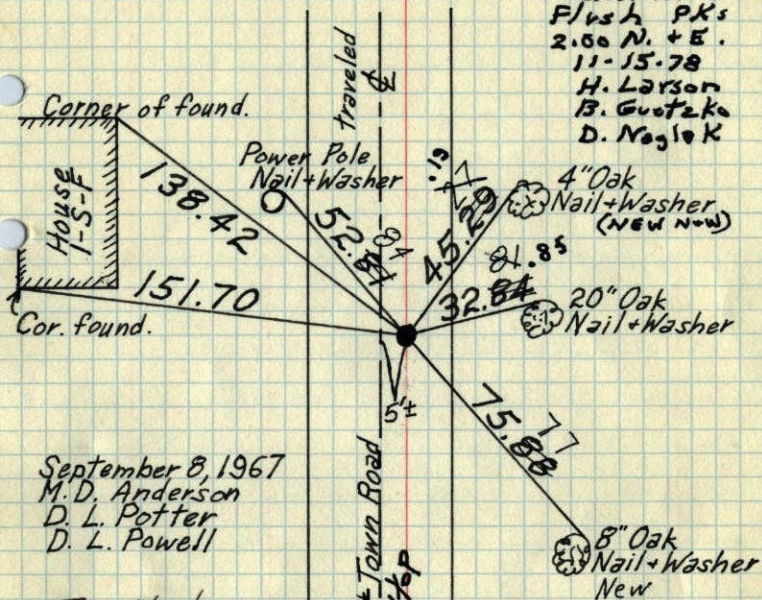 Flush PKs
2.00 N. + E.
11-15-78
H. Larson
B. Gvetzko
D. Naglek
traveled
℄
Corner of found.
Power Pole
Nail+Washer
House
1-S-F
138.42
52.
45.29
.19
4" Oak
Nail+Washer
(NEW N+W)
81.85
32.84
20" Oak
Nail+Washer
151.70
Cor. found.
5'±
75.88
77
September 8, 1967
M. D. Anderson
D. L. Potter
D. L. Powell
Town Road
8" Oak
Nail+Washer
New